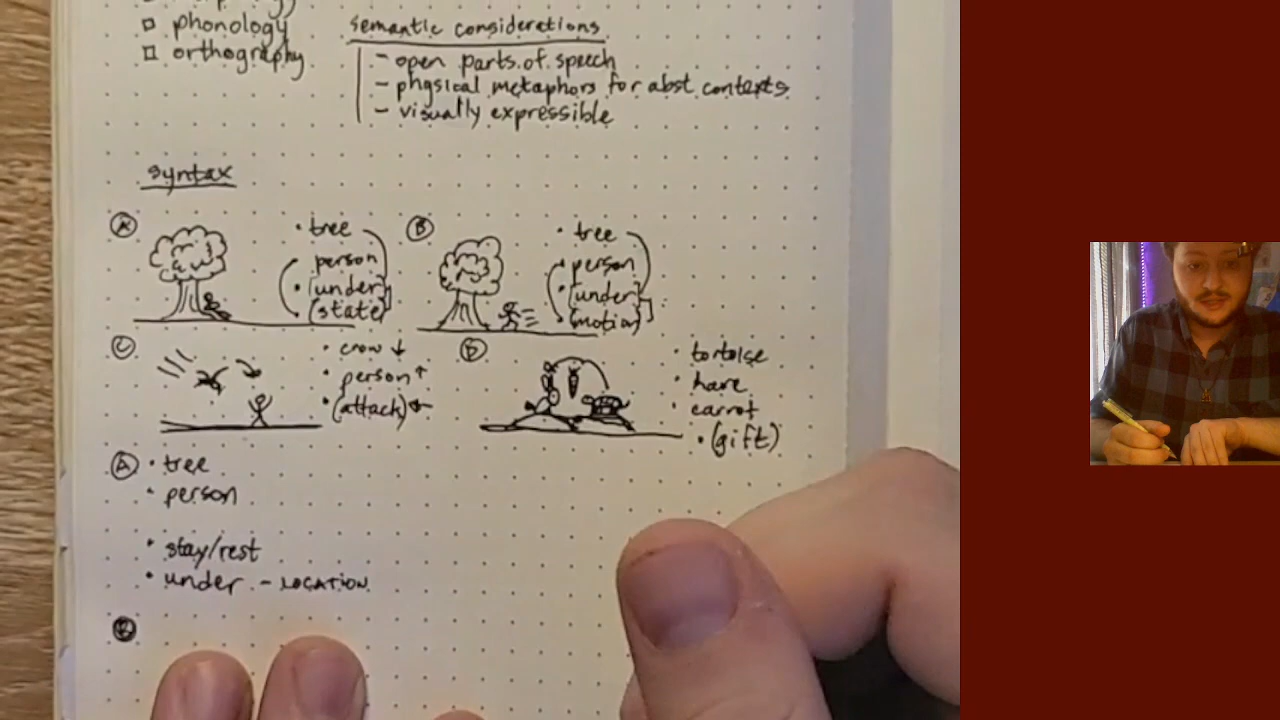 □ phonology
□ orthography
semantic considerations
- open parts of speech
- physical metaphors for abst contexts
- visually expressible
syntax
A
• tree
person
• (under)
(state)
B
• tree
person
• (under)
(motion)
C
• crow ↓
• person ↑
• (attack) ←
D
• tortoise
• hare
• carrot
• (gift)
A • tree
• person
• stay/rest
• under - LOCATION